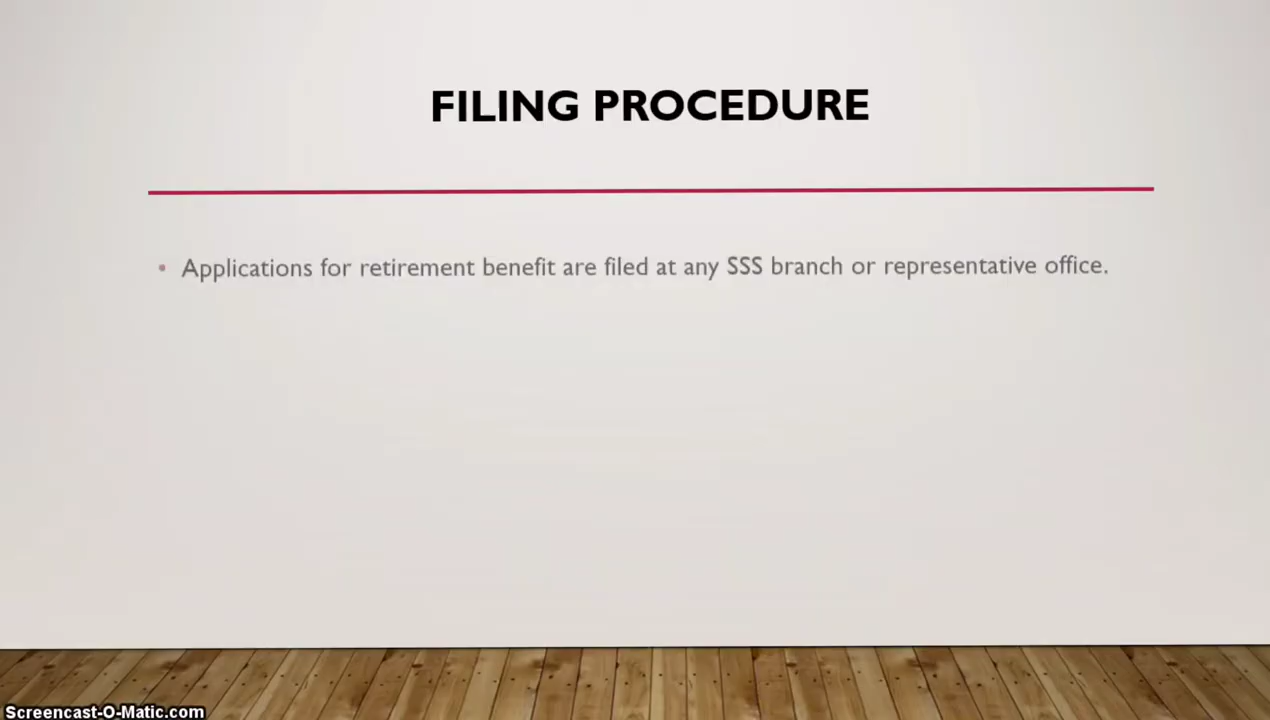 FILING PROCEDURE
• Applications for retirement benefit are filed at any SSS branch or representative office.
Screencast-O-Matic.com